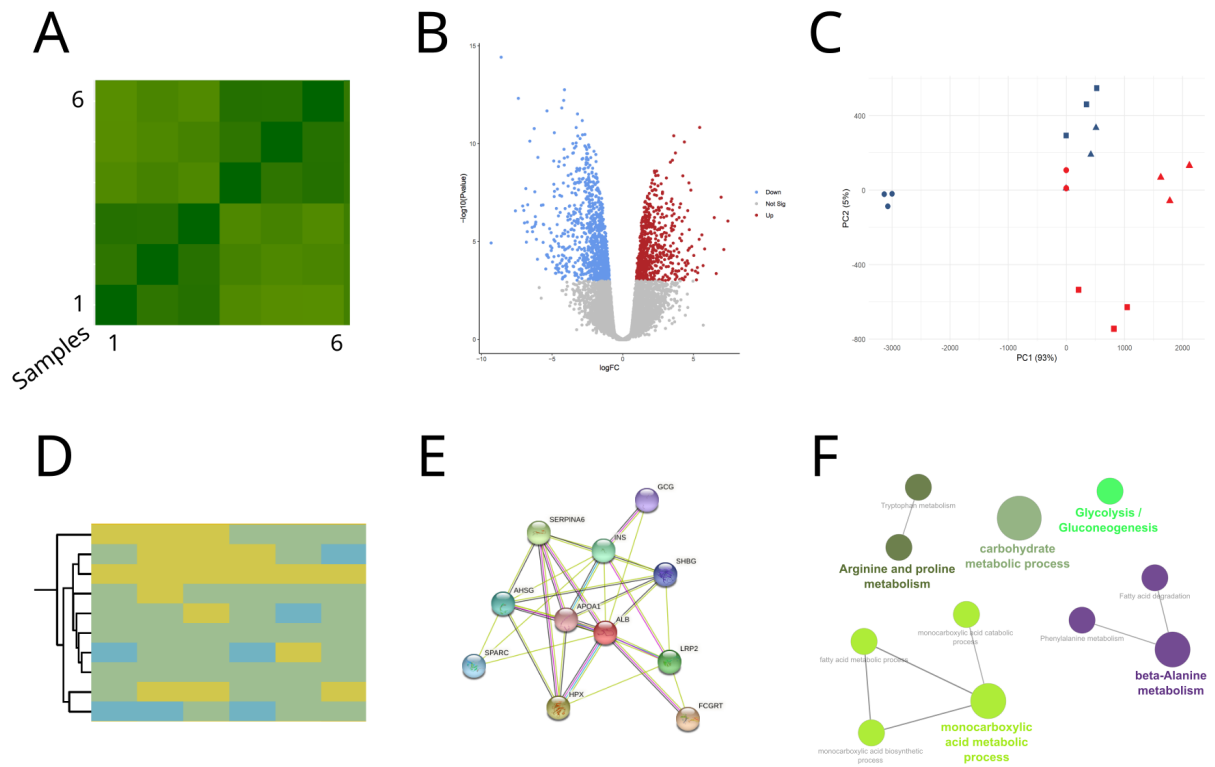 A
6
1
Samples
1
6
B
15
10
5
0
−log10(Pvalue)
−10
−5
0
5
logFC
Down
Not Sig
Up
C
400
0
-400
-800
PC2 (5%)
-3000
-2000
-1000
0
1000
2000
PC1 (93%)
D
E
GCG
SERPINA6
INS
SHBG
AHSG
APOA1
ALB
SPARC
LRP2
HPX
FCGRT
F
Tryptophan metabolism
Arginine and proline
metabolism
carbohydrate
metabolic process
Glycolysis /
Gluconeogenesis
Fatty acid degradation
Phenylalanine metabolism
beta-Alanine
metabolism
monocarboxylic acid catabolic
process
fatty acid metabolic process
monocarboxylic
acid metabolic
process
monocarboxylic acid biosynthetic
process